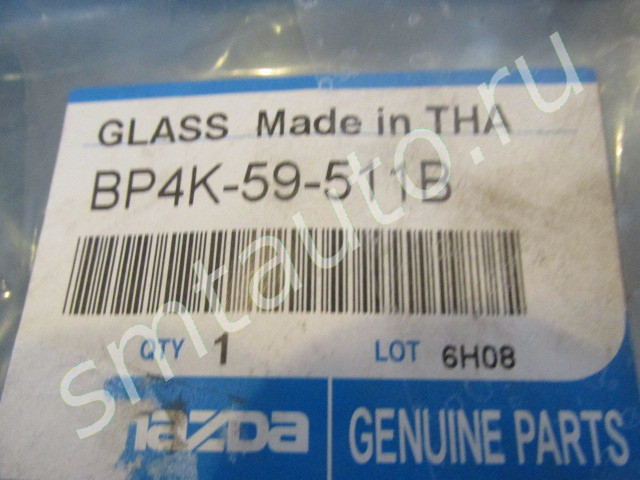 GLASS Made in THA
BP4K-59-511B
QTY 1 LOT 6H08
mazda GENUINE PARTS
smtauto.ru